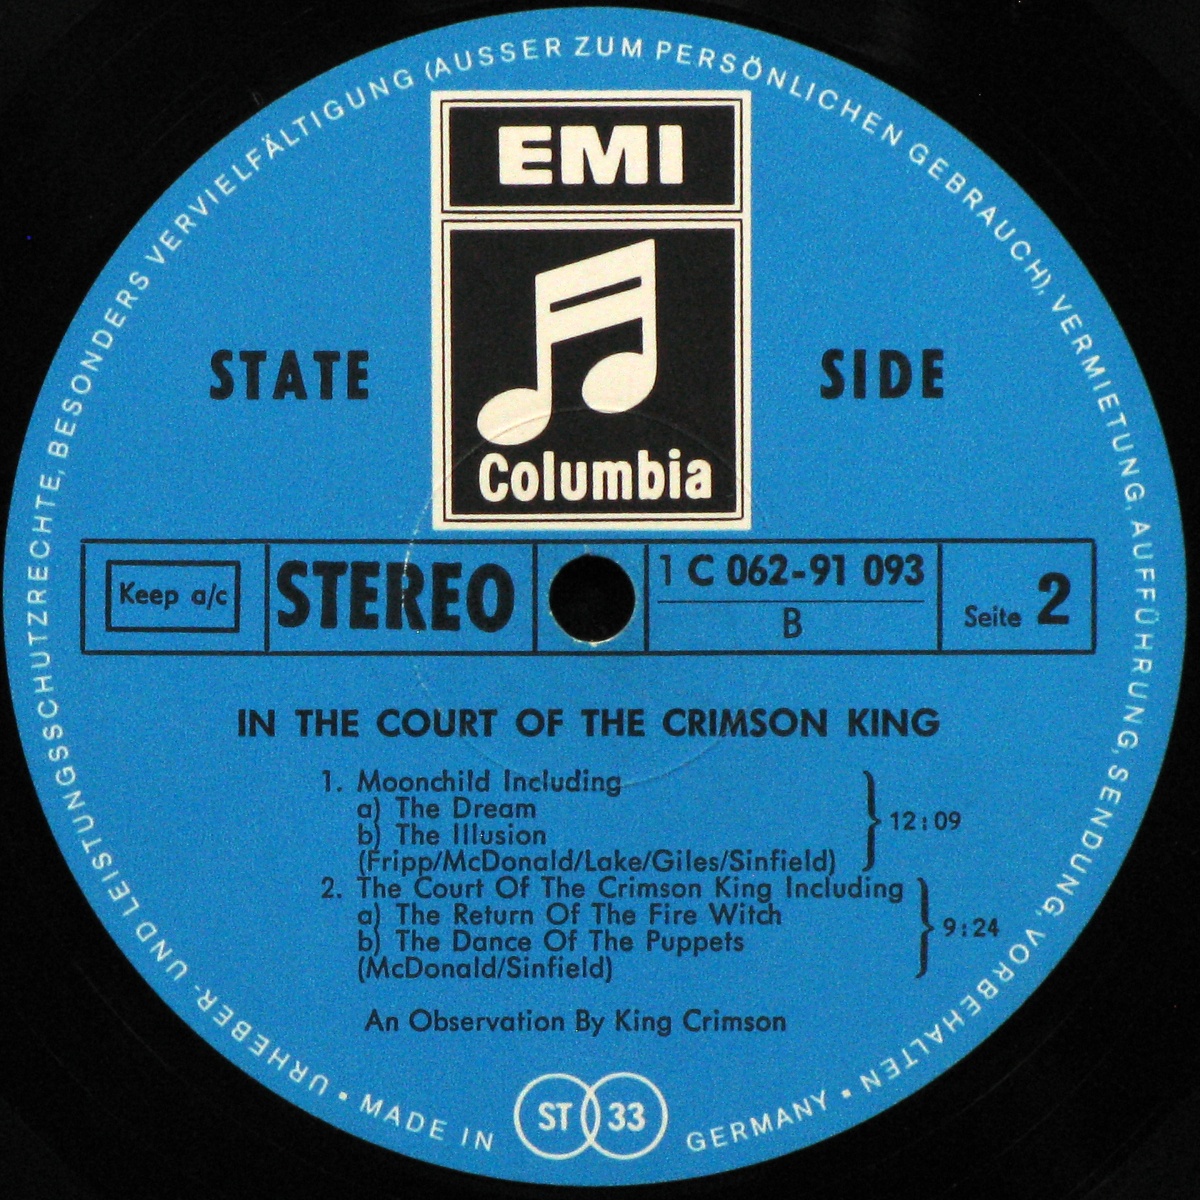 EMI
Columbia
STATE SIDE
Keep a/c
STEREO
1 C 062-91 093
B
Seite 2
IN THE COURT OF THE CRIMSON KING
1. Moonchild Including
a) The Dream
b) The Illusion
(Fripp/McDonald/Lake/Giles/Sinfield)
12:09
2. The Court Of The Crimson King Including
a) The Return Of The Fire Witch
b) The Dance Of The Puppets
(McDonald/Sinfield)
9:24
An Observation By King Crimson
ST 33
URHEBER- UND LEISTUNGSSCHUTZRECHTE, BESONDERS VERVIELFÄLTIGUNG (AUSSER ZUM PERSÖNLICHEN GEBRAUCH), VERMIETUNG, AUFFÜHRUNG, SENDUNG, VORBEHALTEN • MADE IN GERMANY •